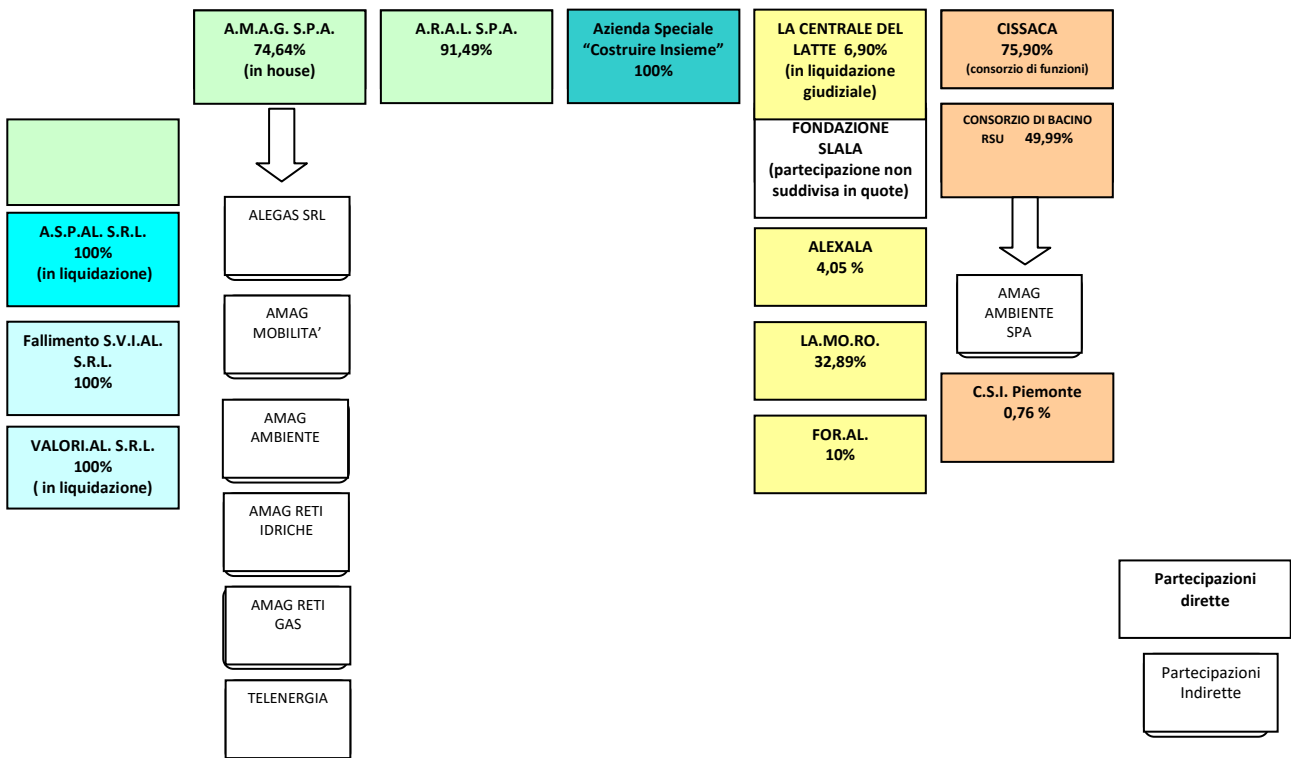 A.M.A.G. S.P.A.
74,64%
(in house)
A.R.A.L. S.P.A.
91,49%
Azienda Speciale
“Costruire Insieme”
100%
LA CENTRALE DEL
LATTE 6,90%
(in liquidazione
giudiziale)
CISSACA
75,90%
(consorzio di funzioni)
FONDAZIONE
SLALA
(partecipazione non
suddivisa in quote)
CONSORZIO DI BACINO
RSU 49,99%
A.S.P.AL. S.R.L.
100%
(in liquidazione)
Fallimento S.V.I.AL.
S.R.L.
100%
VALORI.AL. S.R.L.
100%
( in liquidazione)
ALEGAS SRL
AMAG
MOBILITA’
AMAG
AMBIENTE
AMAG RETI
IDRICHE
AMAG RETI
GAS
TELENERGIA
ALEXALA
4,05 %
LA.MO.RO.
32,89%
FOR.AL.
10%
AMAG
AMBIENTE
SPA
C.S.I. Piemonte
0,76 %
Partecipazioni
dirette
Partecipazioni
Indirette